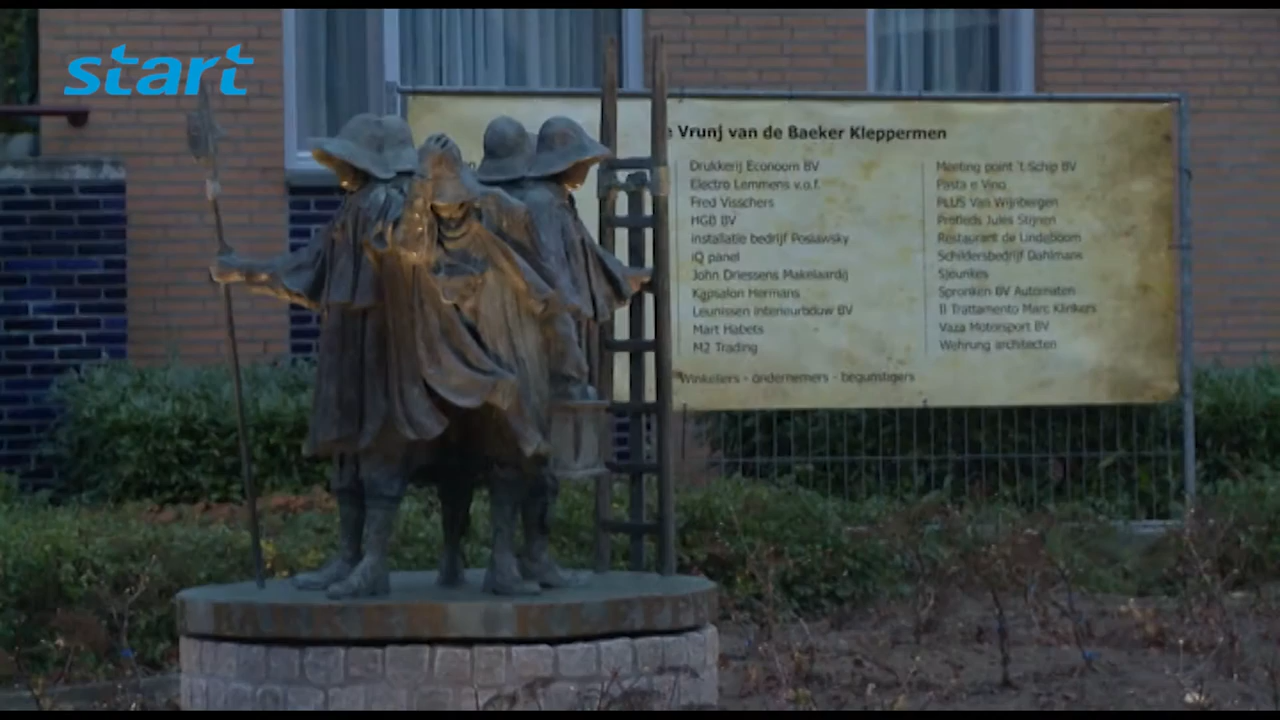 start
Vrunj van de Baeker Kleppermen
Drukkerij Econoom BV
Electro Lemmens v.o.f.
Fred Visschers
HGB BV
installatie bedrijf Poslawsky
iQ panel
John Driessens Makelaardij
Kapsalon Hermans
Leunissen interieurbouw BV
Mart Habets
M2 Trading
Meeting point 't Schip BV
Pasta e Vino
PLUS Van Wijnbergen
Profleds Jules Stijnen
Restaurant de Lindeboom
Schildersbedrijf Dahlmans
Sjeunkes
Spronken BV Automaten
Il Trattamento Marc Klinkers
Vaza Motorsport BV
Wehrung architecten
Winkeliers - ondernemers - begunstigers